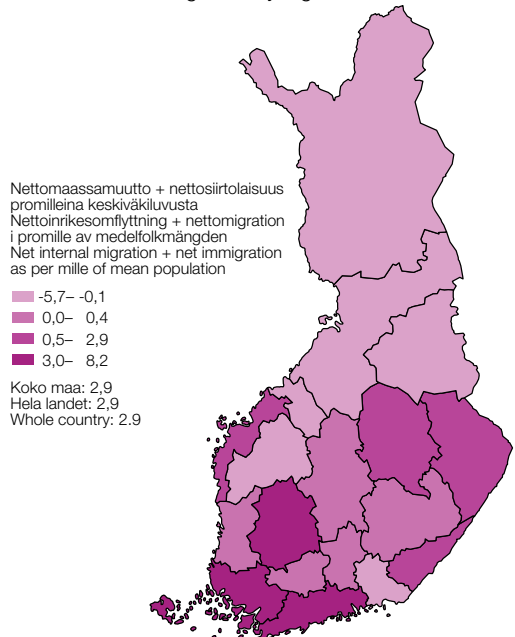 Nettomaassamuutto + nettosiirtolaisuus
promilleina keskiväkiluvusta
Nettoinrikesomflyttning + nettomigration
i promille av medelfolkmängden
Net internal migration + net immigration
as per mille of mean population
-5,7– -0,1
0,0– 0,4
0,5– 2,9
3,0– 8,2
Koko maa: 2,9
Hela landet: 2,9
Whole country: 2.9